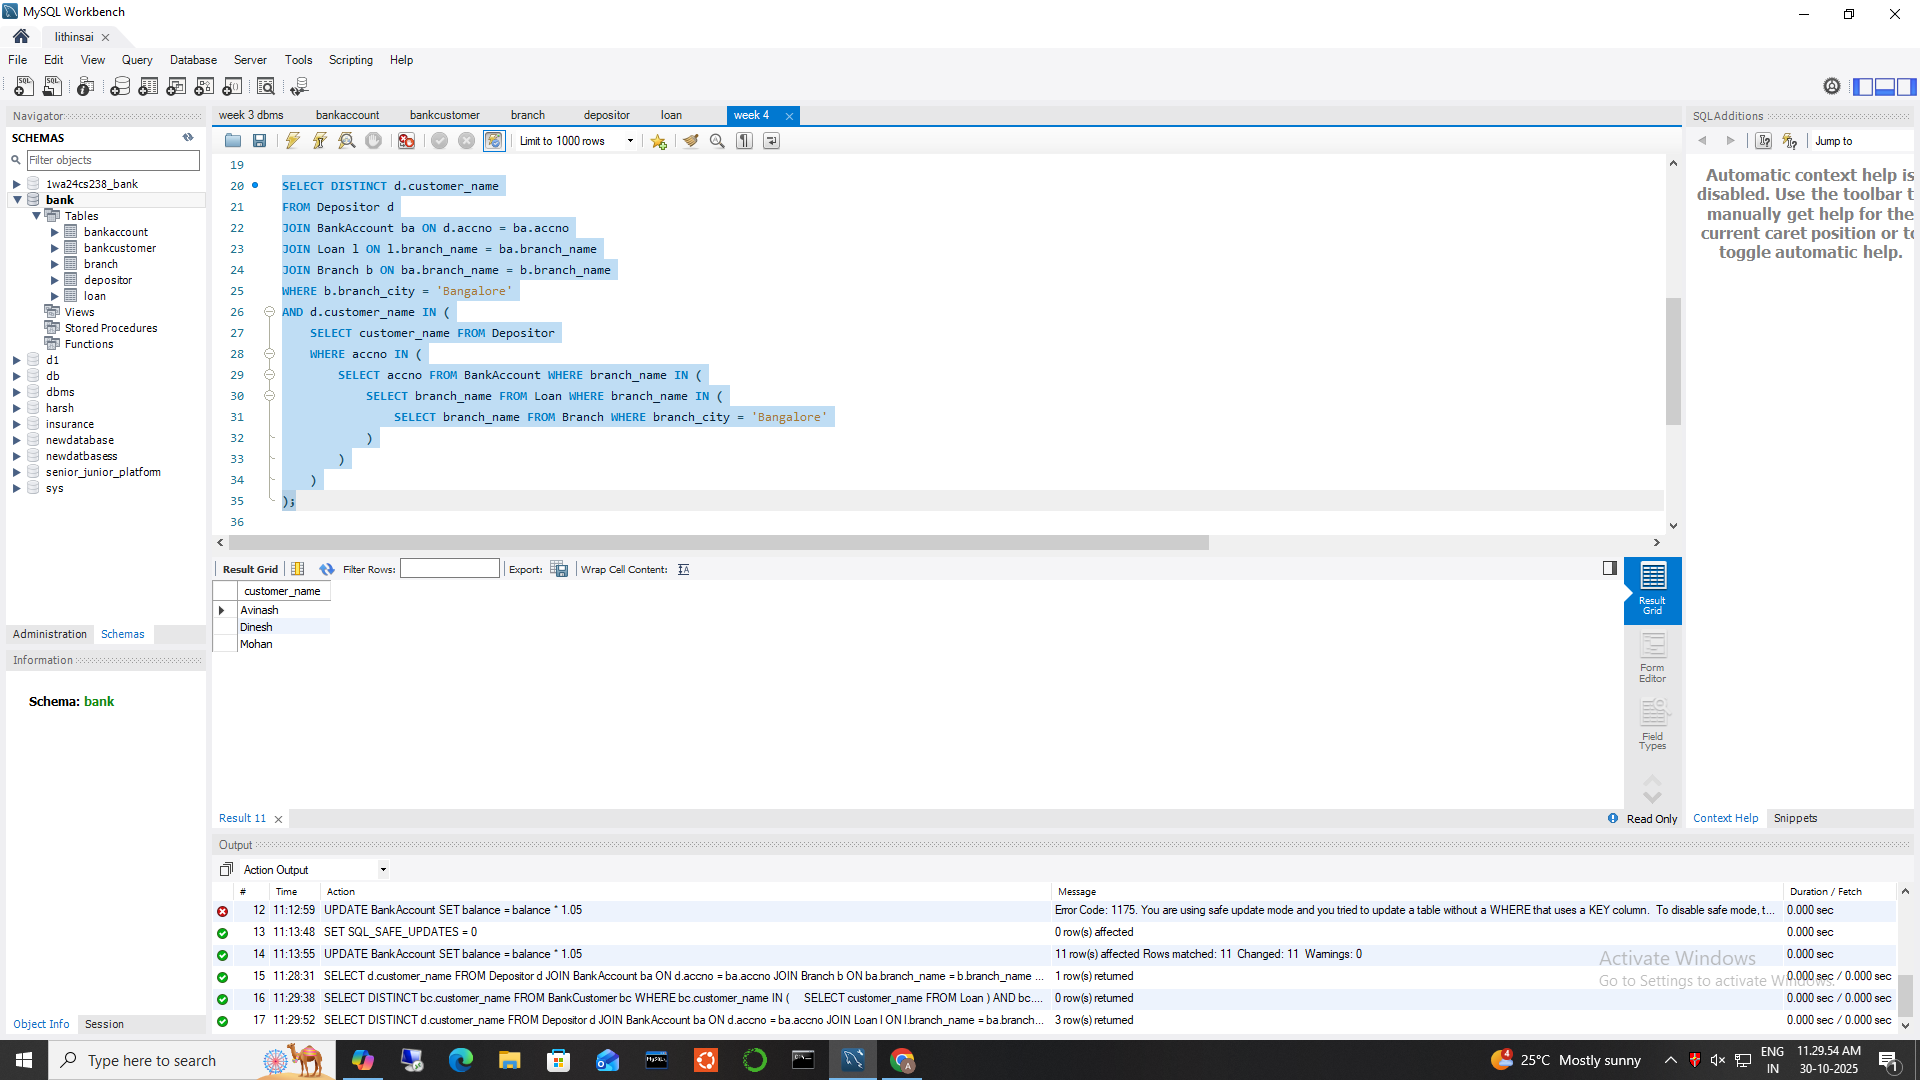 MySQL Workbench
lithinsai
File Edit View Query Database Server Tools Scripting Help
Navigator
SCHEMAS
Filter objects
1wa24cs238_bank
bank
Tables
bankaccount
bankcustomer
branch
depositor
loan
Views
Stored Procedures
Functions
d1
db
dbms
harsh
insurance
newdatabase
newdatbasess
senior_junior_platform
sys
Administration Schemas
Information
Schema: bank
Object Info Session
week 3 dbms bankaccount bankcustomer branch depositor loan week 4
Limit to 1000 rows
19
20 SELECT DISTINCT d.customer_name
21 FROM Depositor d
22 JOIN BankAccount ba ON d.accno = ba.accno
23 JOIN Loan l ON l.branch_name = ba.branch_name
24 JOIN Branch b ON ba.branch_name = b.branch_name
25 WHERE b.branch_city = 'Bangalore'
26 AND d.customer_name IN (
27 SELECT customer_name FROM Depositor
28 WHERE accno IN (
29 SELECT accno FROM BankAccount WHERE branch_name IN (
30 SELECT branch_name FROM Loan WHERE branch_name IN (
31 SELECT branch_name FROM Branch WHERE branch_city = 'Bangalore'
32 )
33 )
34 )
35 );
36
Result Grid Filter Rows: Export: Wrap Cell Content:
customer_name
Avinash
Dinesh
Mohan
Result Grid
Form Editor
Field Types
Result 11
Read Only
SQLAdditions
Jump to
Automatic context help is
disabled. Use the toolbar t
manually get help for the
current caret position or to
toggle automatic help.
Context Help Snippets
Output
Action Output
# Time Action Message Duration / Fetch
12 11:12:59 UPDATE BankAccount SET balance = balance * 1.05 Error Code: 1175. You are using safe update mode and you tried to update a table without a WHERE that uses a KEY column.  To disable safe mode, t... 0.000 sec
13 11:13:48 SET SQL_SAFE_UPDATES = 0 0 row(s) affected 0.000 sec
14 11:13:55 UPDATE BankAccount SET balance = balance * 1.05 11 row(s) affected Rows matched: 11  Changed: 11  Warnings: 0 0.000 sec
15 11:28:31 SELECT d.customer_name FROM Depositor d JOIN BankAccount ba ON d.accno = ba.accno JOIN Branch b ON ba.branch_name = b.branch_name ... 1 row(s) returned 0.000 sec / 0.000 sec
16 11:29:38 SELECT DISTINCT bc.customer_name FROM BankCustomer bc WHERE bc.customer_name IN (     SELECT customer_name FROM Loan ) AND bc.... 0 row(s) returned 0.000 sec / 0.000 sec
17 11:29:52 SELECT DISTINCT d.customer_name FROM Depositor d JOIN BankAccount ba ON d.accno = ba.accno JOIN Loan l ON l.branch_name = ba.branch... 3 row(s) returned 0.000 sec / 0.000 sec
Activate Windows
Go to Settings to activate Windows.
Type here to search
25°C Mostly sunny
ENG
IN
11.29.54 AM
30-10-2025